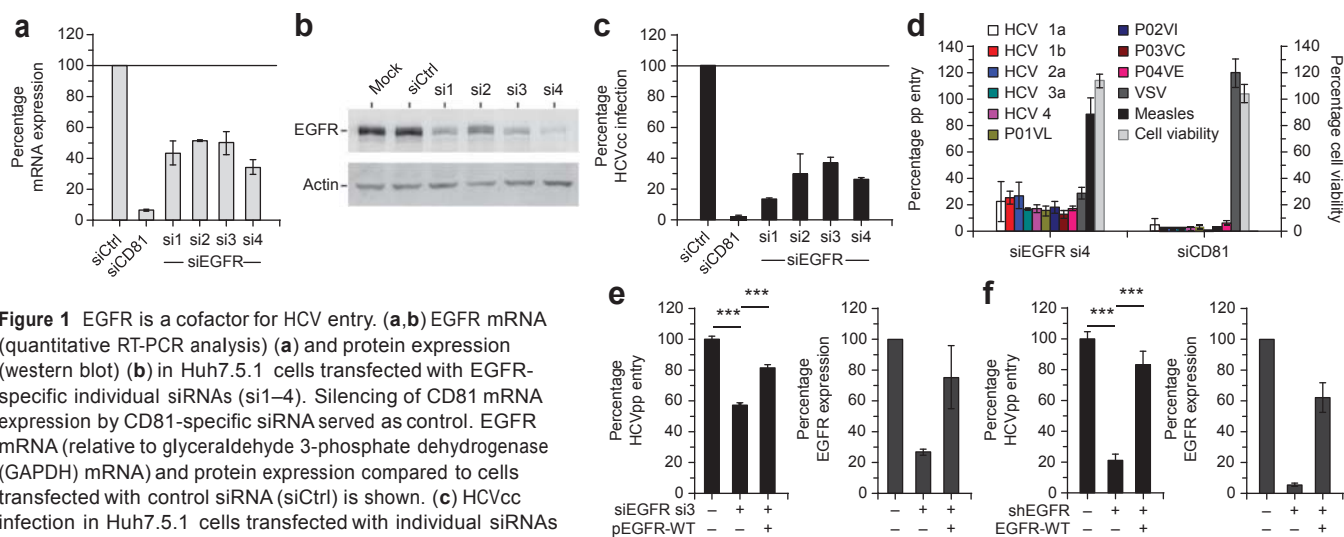 a
120
100
80
60
40
20
0
Percentage
mRNA expression
siCtrl
siCD81
si1 si2 si3 si4
siEGFR
b
Mock siCtrl si1 si2 si3 si4
EGFR
Actin
c
120
100
80
60
40
20
0
Percentage
HCVcc infection
siCtrl
siCD81
si1 si2 si3 si4
siEGFR
d
HCV 1a
HCV 1b
HCV 2a
HCV 3a
HCV 4
P01VL
P02VI
P03VC
P04VE
VSV
Measles
Cell viability
140
120
100
80
60
40
20
0
Percentage pp entry
140
120
100
80
60
40
20
0
Percentage cell viability
siEGFR si4
siCD81
Figure 1 EGFR is a cofactor for HCV entry. (a,b) EGFR mRNA
(quantitative RT-PCR analysis) (a) and protein expression
(western blot) (b) in Huh7.5.1 cells transfected with EGFR-
specific individual siRNAs (si1–4). Silencing of CD81 mRNA
expression by CD81-specific siRNA served as control. EGFR
mRNA (relative to glyceraldehyde 3-phosphate dehydrogenase
(GAPDH) mRNA) and protein expression compared to cells
transfected with control siRNA (siCtrl) is shown. (c) HCVcc
infection in Huh7.5.1 cells transfected with individual siRNAs
e
120
100
80
60
40
20
0
Percentage
HCVpp entry
*** ***
siEGFR si3 – + +
pEGFR-WT – – +
120
100
80
60
40
20
0
Percentage
EGFR expression
– + +
– – +
f
120
100
80
60
40
20
0
Percentage
HCVpp entry
*** ***
shEGFR – + +
EGFR-WT – – +
120
100
80
60
40
20
0
Percentage
EGFR expression
– + +
– – +